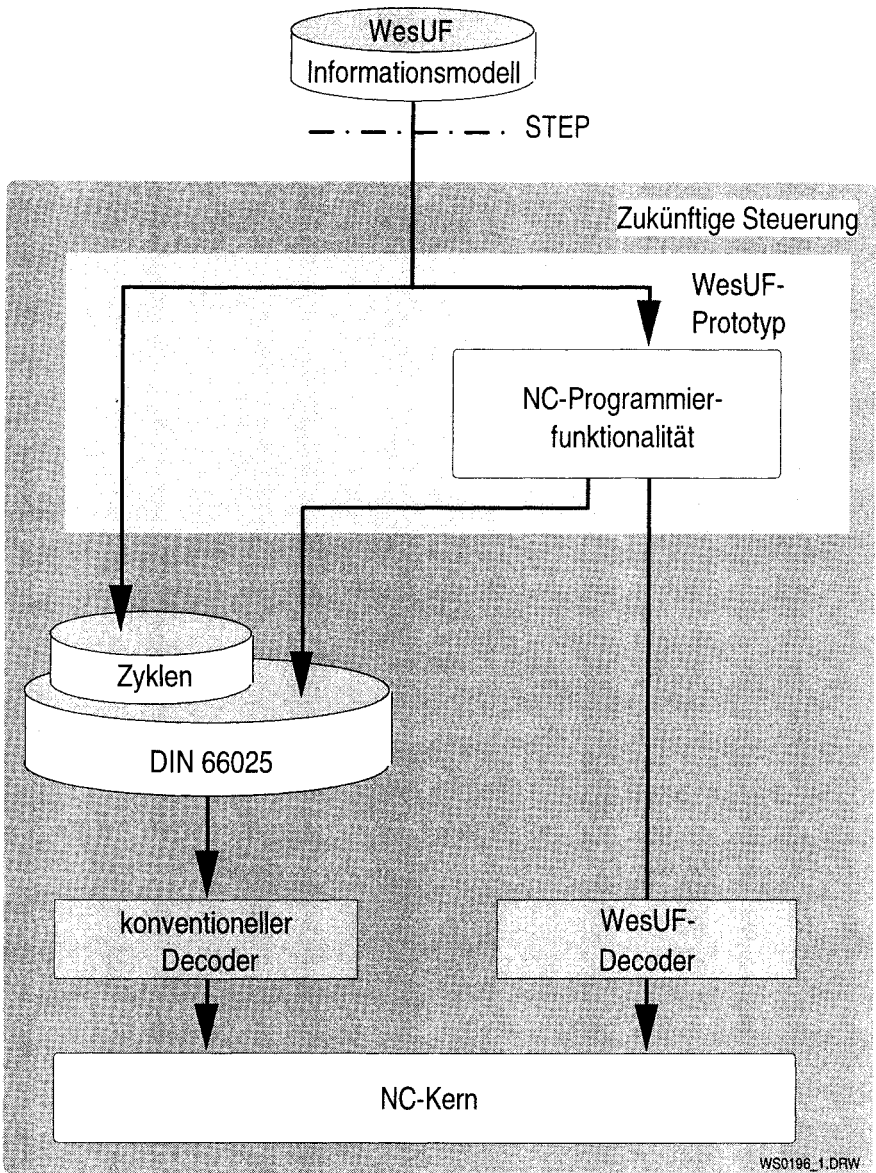 WesUF
Informationsmodell
STEP
Zukünftige Steuerung
WesUF-
Prototyp
NC-Programmier-
funktionalität
Zyklen
DIN 66025
konventioneller
Decoder
WesUF-
Decoder
NC-Kern
WS0196_1.DRW